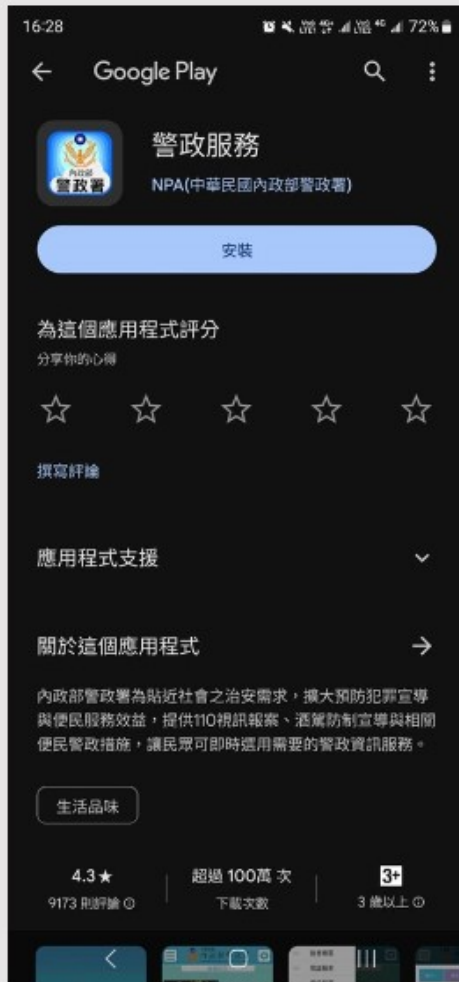 16:28
4G 72%
Google Play
內政部
警政署
警政服務
NPA(中華民國內政部警政署)
安裝
為這個應用程式評分
分享你的心得
撰寫評論
應用程式支援
關於這個應用程式
內政部警政署為貼近社會之治安需求，擴大預防犯罪宣導
與便民服務效益，提供110視訊報案、酒駕防制宣導與相關
便民警政措施，讓民眾可即時選用需要的警政資訊服務。
生活品味
4.3★ 超過 100萬 次 3+
9173 則評論 下載次數 3 歲以上